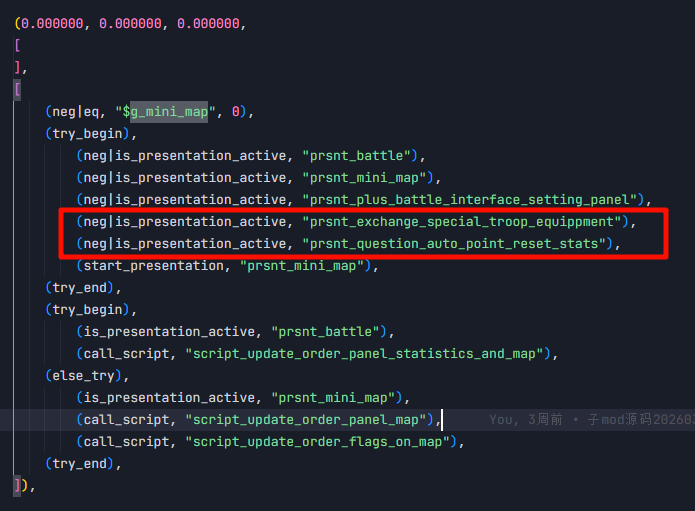 (0.000000, 0.000000, 0.000000,
[
],
[
(neg|eq, "$g_mini_map", 0),
(try_begin),
(neg|is_presentation_active, "prsnt_battle"),
(neg|is_presentation_active, "prsnt_mini_map"),
(neg|is_presentation_active, "prsnt_plus_battle_interface_setting_panel"),
(neg|is_presentation_active, "prsnt_exchange_special_troop_equippment"),
(neg|is_presentation_active, "prsnt_question_auto_point_reset_stats"),
(start_presentation, "prsnt_mini_map"),
(try_end),
(try_begin),
(is_presentation_active, "prsnt_battle"),
(call_script, "script_update_order_panel_statistics_and_map"),
(else_try),
(is_presentation_active, "prsnt_mini_map"),
(call_script, "script_update_order_panel_map"), You, 3周前 • 子mod源码202603
(call_script, "script_update_order_flags_on_map"),
(try_end),
]),